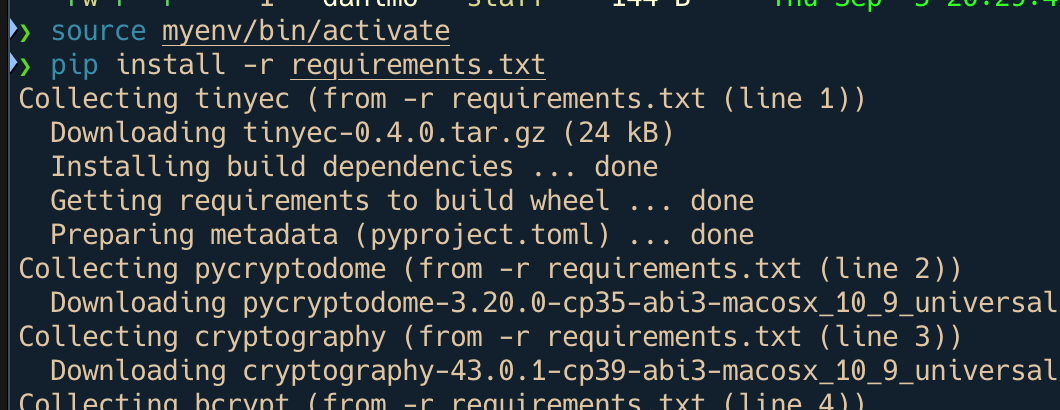 144 B Thu Sep
❯ source myenv/bin/activate
❯ pip install -r requirements.txt
Collecting tinyec (from -r requirements.txt (line 1))
  Downloading tinyec-0.4.0.tar.gz (24 kB)
  Installing build dependencies ... done
  Getting requirements to build wheel ... done
  Preparing metadata (pyproject.toml) ... done
Collecting pycryptodome (from -r requirements.txt (line 2))
  Downloading pycryptodome-3.20.0-cp35-abi3-macosx_10_9_universal
Collecting cryptography (from -r requirements.txt (line 3))
  Downloading cryptography-43.0.1-cp39-abi3-macosx_10_9_universal
Collecting bcrypt (from -r requirements.txt (line 4))